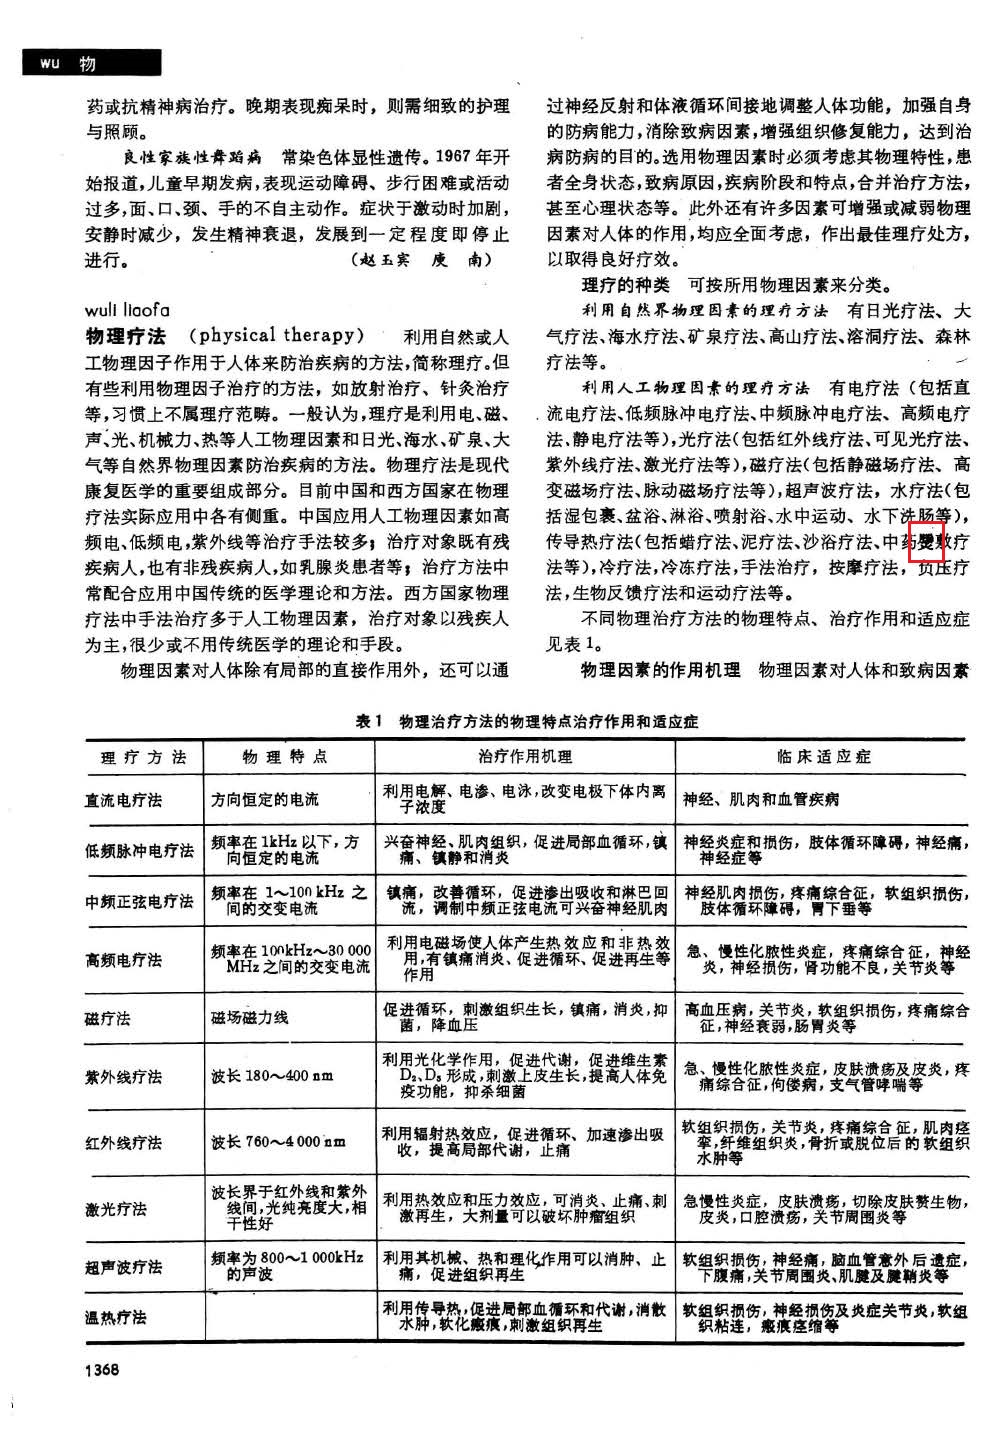 wu 物
药或抗精神病治疗。晚期表现痴呆时，则需细致的护理
与照顾。
良性家族性舞蹈病 常染色体显性遗传。1967年开
始报道，儿童早期发病，表现运动障碍、步行困难或活动
过多，面、口、颈、手的不自主动作。症状于激动时加剧，
安静时减少，发生精神衰退，发展到一定程度即停止
进行。 （赵玉宾 庹 南）
wuli liaofa
物理疗法 （physical therapy） 利用自然或人
工物理因子作用于人体来防治疾病的方法，简称理疗。但
有些利用物理因子治疗的方法，如放射治疗、针灸治疗
等，习惯上不属理疗范畴。一般认为，理疗是利用电、磁、
声、光、机械力、热等人工物理因素和日光、海水、矿泉、大
气等自然界物理因素防治疾病的方法。物理疗法是现代
康复医学的重要组成部分。目前中国和西方国家在物理
疗法实际应用中各有侧重。中国应用人工物理因素如高
频电、低频电，紫外线等治疗手法较多；治疗对象既有残
疾病人，也有非残疾病人，如乳腺炎患者等；治疗方法中
常配合应用中国传统的医学理论和方法。西方国家物理
疗法中手法治疗多于人工物理因素，治疗对象以残疾人
为主，很少或不用传统医学的理论和手段。
物理因素对人体除有局部的直接作用外，还可以通
过神经反射和体液循环间接地调整人体功能，加强自身
的防病能力，消除致病因素，增强组织修复能力，达到治
病防病的目的。选用物理因素时必须考虑其物理特性，患
者全身状态，致病原因，疾病阶段和特点，合并治疗方法，
甚至心理状态等。此外还有许多因素可增强或减弱物理
因素对人体的作用，均应全面考虑，作出最佳理疗处方，
以取得良好疗效。
理疗的种类 可按所用物理因素来分类。
利用自然界物理因素的理疗方法 有日光疗法、大
气疗法、海水疗法、矿泉疗法、高山疗法、溶洞疗法、森林
疗法等。
利用人工物理因素的理疗方法 有电疗法（包括直
流电疗法、低频脉冲电疗法、中频脉冲电疗法、高频电疗
法、静电疗法等），光疗法（包括红外线疗法、可见光疗法、
紫外线疗法、激光疗法等），磁疗法（包括静磁场疗法、高
变磁场疗法、脉动磁场疗法等），超声波疗法，水疗法（包
括湿包裹、盆浴、淋浴、喷射浴、水中运动、水下洗肠等），
传导热疗法（包括蜡疗法、泥疗法、沙浴疗法、中药熨敷疗
法等），冷疗法，冷冻疗法，手法治疗，按摩疗法，负压疗
法，生物反馈疗法和运动疗法等。
不同物理治疗方法的物理特点、治疗作用和适应症
见表1。
物理因素的作用机理 物理因素对人体和致病因素
表1 物理治疗方法的物理特点治疗作用和适应症
理疗方法 物理特点 治疗作用机理 临床适应症
直流电疗法 方向恒定的电流 利用电解、电渗、电泳，改变电极下体内离
子浓度 神经、肌肉和血管疾病
低频脉冲电疗法 频率在1kHz以下，方
向恒定的电流 兴奋神经、肌肉组织，促进局部血循环，镇
痛、镇静和消炎 神经炎症和损伤，肢体循环障碍，神经痛，
神经症等
中频正弦电疗法 频率在 1～100 kHz 之
间的交变电流 镇痛，改善循环，促进渗出吸收和淋巴回
流，调制中频正弦电流可兴奋神经肌肉 神经肌肉损伤，疼痛综合征，软组织损伤，
肢体循环障碍，胃下垂等
高频电疗法 频率在100kHz～30 000
MHz之间的交变电流 利用电磁场使人体产生热效应和非热效
用，有镇痛消炎、促进循环、促进再生等
作用 急、慢性化脓性炎症，疼痛综合征，神经
炎，神经损伤，肾功能不良，关节炎等
磁疗法 磁场磁力线 促进循环，刺激组织生长，镇痛，消炎，抑
菌，降血压 高血压病，关节炎，软组织损伤，疼痛综合
征，神经衰弱，肠胃炎等
紫外线疗法 波长180～400 nm 利用光化学作用，促进代谢，促进维生素
D₂、D₃形成，刺激上皮生长，提高人体免
疫功能，抑杀细菌 急、慢性化脓性炎症，皮肤溃疡及皮炎，疼
痛综合征，佝偻病，支气管哮喘等
红外线疗法 波长760～4 000 nm 利用辐射热效应，促进循环、加速渗出吸
收，提高局部代谢，止痛 软组织损伤，关节炎，疼痛综合征，肌肉痉
挛，纤维组织炎，骨折或脱位后的软组织
水肿等
激光疗法 波长界于红外线和紫外
线间，光纯亮度大，相
干性好 利用热效应和压力效应，可消炎、止痛、刺
激再生，大剂量可以破坏肿瘤组织 急慢性炎症，皮肤溃疡，切除皮肤赘生物，
皮炎，口腔溃疡，关节周围炎等
超声波疗法 频率为800～1 000kHz
的声波 利用其机械、热和理化作用可以消肿、止
痛，促进组织再生 软组织损伤，神经痛，脑血管意外后遗症，
下腹痛，关节周围炎、肌腱及腱鞘炎等
温热疗法 利用传导热，促进局部血循环和代谢，消散
水肿，软化瘢痕，刺激组织再生 软组织损伤，神经损伤及炎症关节炎，软组
织粘连，瘢痕痉缩等
1368